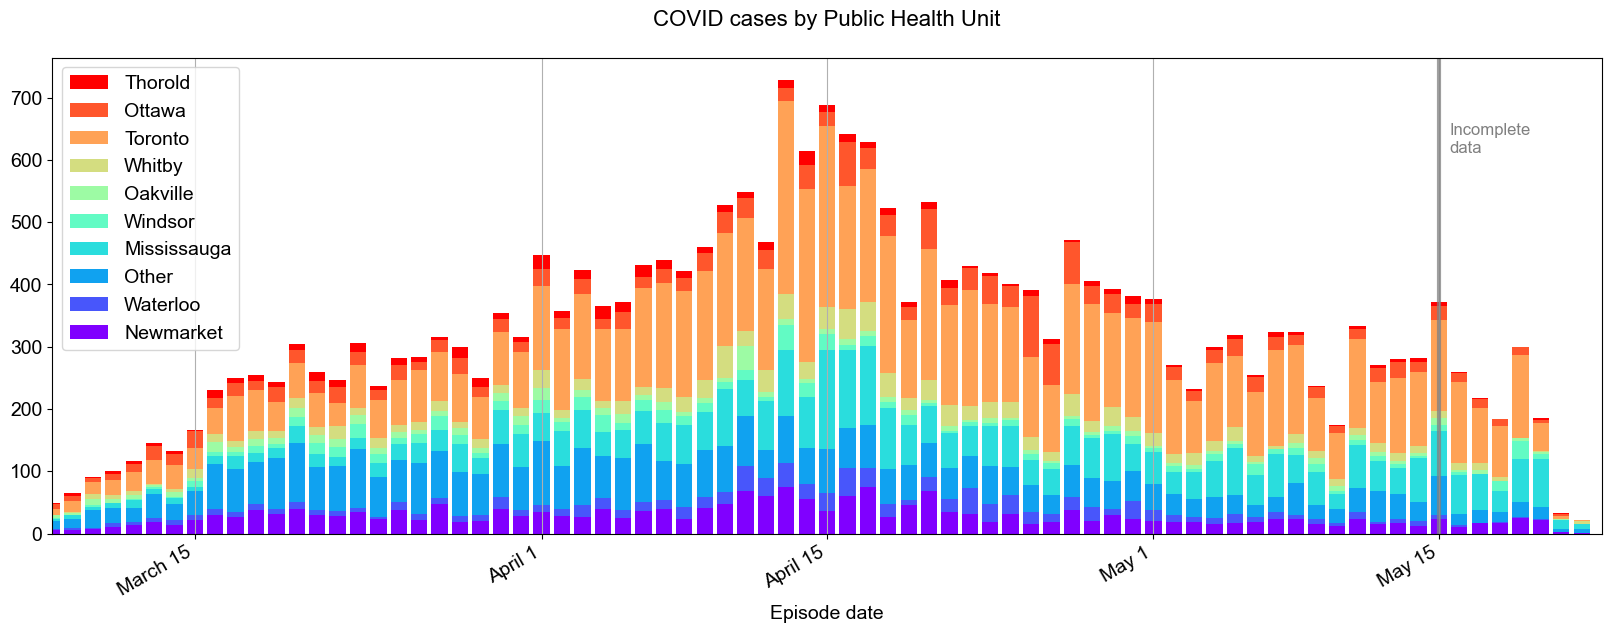 COVID cases by Public Health Unit
Thorold
Ottawa
Toronto
Whitby
Oakville
Windsor
Mississauga
Other
Waterloo
Newmarket
Incomplete
data
700
600
500
400
300
200
100
0
March 15
April 1
April 15
May 1
May 15
Episode date